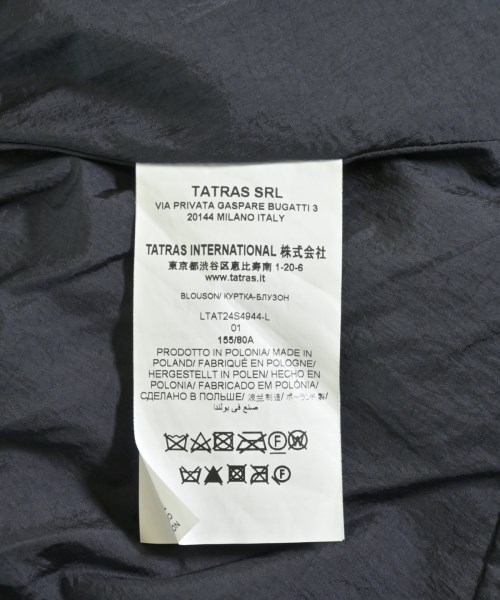 TATRAS SRL
VIA PRIVATA GASPARE BUGATTI 3
20144 MILANO ITALY
TATRAS INTERNATIONAL 株式会社
東京都渋谷区恵比寿南 1-20-6
www.tatras.it
BLOUSON/ КУРТКА-БЛУЗОН
LTAT24S4944-L
01
155/80A
PRODOTTO IN POLONIA/ MADE IN
POLAND/ FABRIQUÉ EN POLOGNE/
HERGESTELLT IN POLEN/ HECHO EN
POLONIA/ FABRICADO EM POLÓNIA/
СДЕЛАНО В ПОЛЬШЕ/ 波兰制造/ ポーランド製/
صنع في بولندا